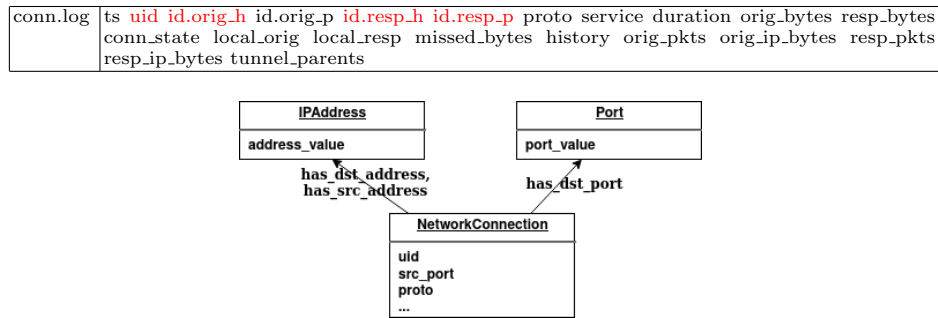 conn.log ts uid id.orig_h id.orig_p id.resp_h id.resp_p proto service duration orig_bytes resp_bytes
conn_state local_orig local_resp missed_bytes history orig_pkts orig_ip_bytes resp_pkts
resp_ip_bytes tunnel_parents
IPAddress
address_value
Port
port_value
has_dst_address,
has_src_address
has_dst_port
NetworkConnection
uid
src_port
proto
...